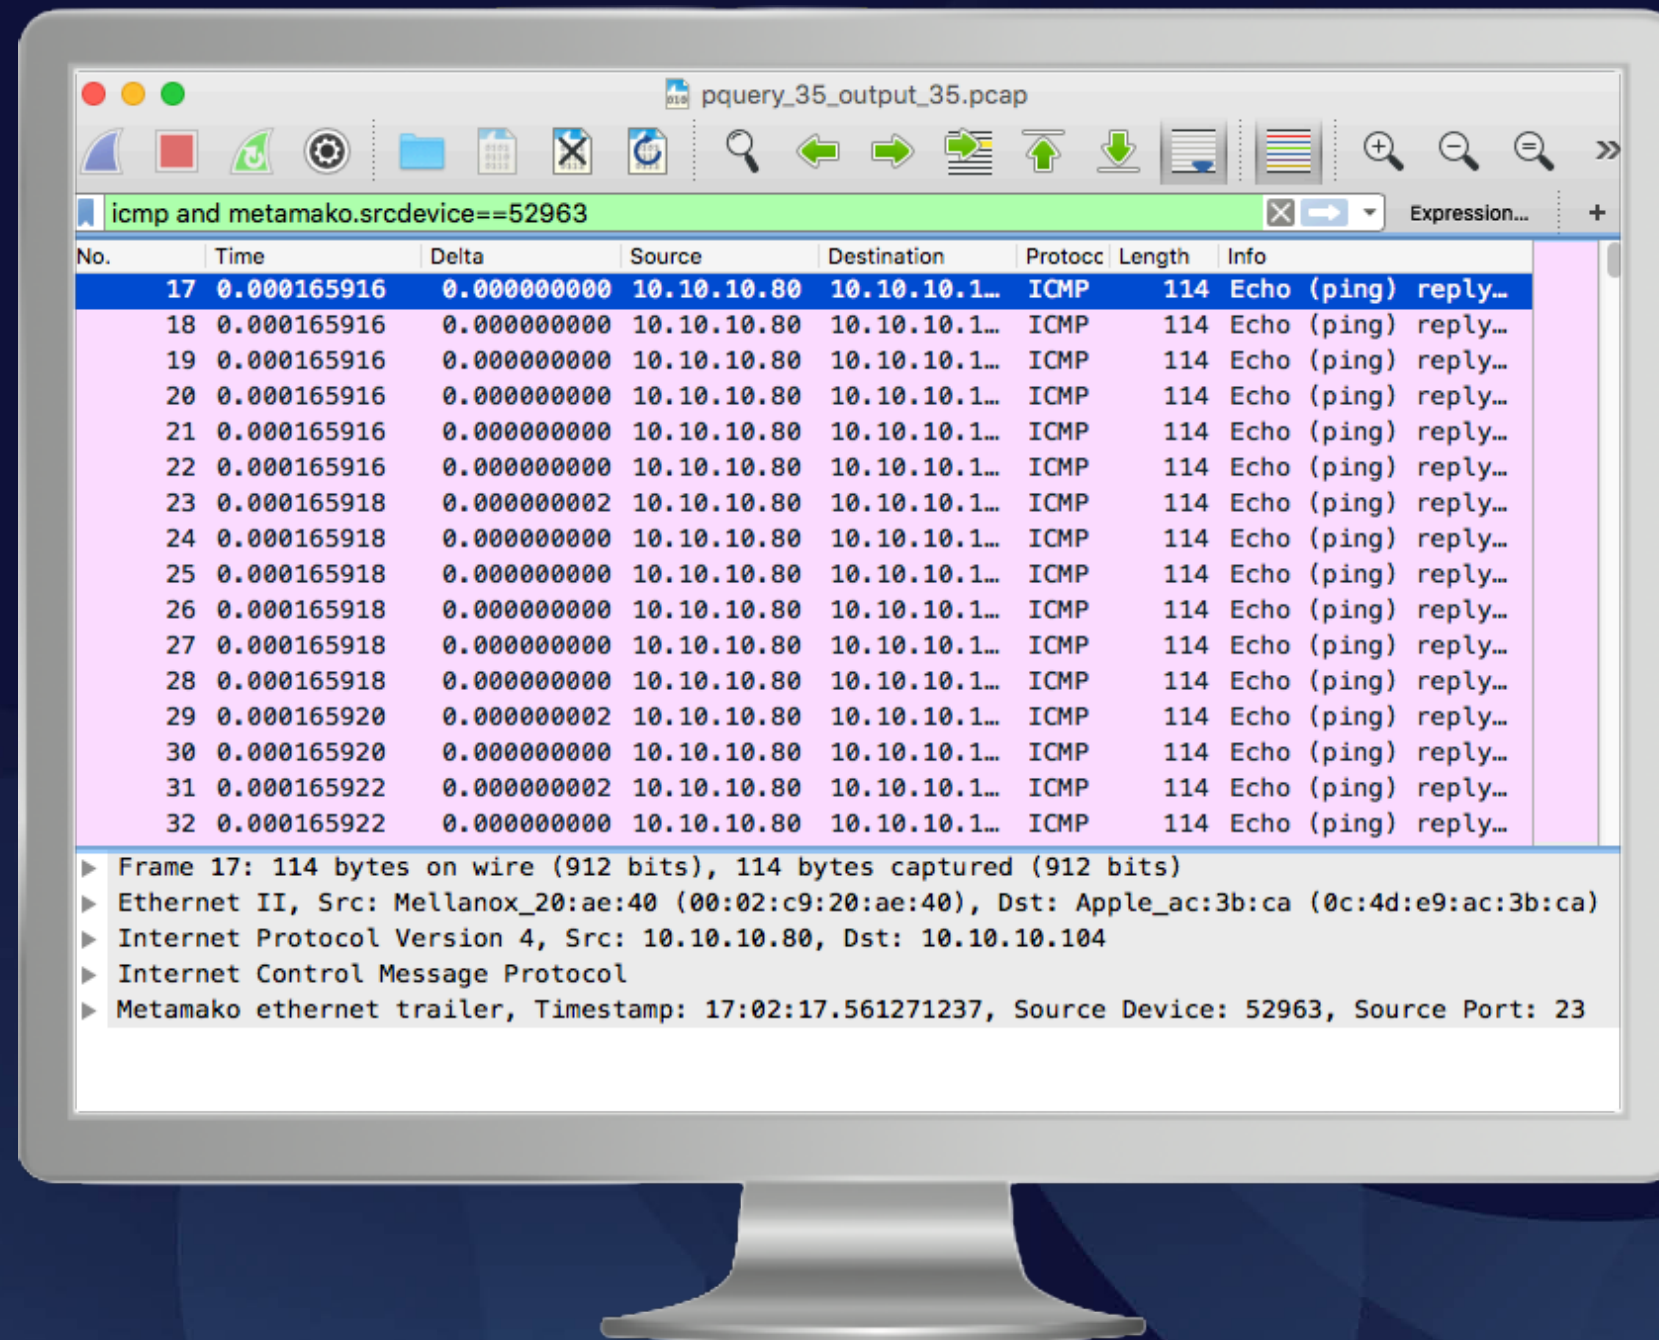 pquery_35_output_35.pcap
icmp and metamako.srcdevice==52963 Expression... +
No. Time Delta Source Destination Protocc Length Info
17 0.000165916 0.000000000 10.10.10.80 10.10.10.1… ICMP 114 Echo (ping) reply…
18 0.000165916 0.000000000 10.10.10.80 10.10.10.1… ICMP 114 Echo (ping) reply…
19 0.000165916 0.000000000 10.10.10.80 10.10.10.1… ICMP 114 Echo (ping) reply…
20 0.000165916 0.000000000 10.10.10.80 10.10.10.1… ICMP 114 Echo (ping) reply…
21 0.000165916 0.000000000 10.10.10.80 10.10.10.1… ICMP 114 Echo (ping) reply…
22 0.000165916 0.000000000 10.10.10.80 10.10.10.1… ICMP 114 Echo (ping) reply…
23 0.000165918 0.000000002 10.10.10.80 10.10.10.1… ICMP 114 Echo (ping) reply…
24 0.000165918 0.000000000 10.10.10.80 10.10.10.1… ICMP 114 Echo (ping) reply…
25 0.000165918 0.000000000 10.10.10.80 10.10.10.1… ICMP 114 Echo (ping) reply…
26 0.000165918 0.000000000 10.10.10.80 10.10.10.1… ICMP 114 Echo (ping) reply…
27 0.000165918 0.000000000 10.10.10.80 10.10.10.1… ICMP 114 Echo (ping) reply…
28 0.000165918 0.000000000 10.10.10.80 10.10.10.1… ICMP 114 Echo (ping) reply…
29 0.000165920 0.000000002 10.10.10.80 10.10.10.1… ICMP 114 Echo (ping) reply…
30 0.000165920 0.000000000 10.10.10.80 10.10.10.1… ICMP 114 Echo (ping) reply…
31 0.000165922 0.000000002 10.10.10.80 10.10.10.1… ICMP 114 Echo (ping) reply…
32 0.000165922 0.000000000 10.10.10.80 10.10.10.1… ICMP 114 Echo (ping) reply…
Frame 17: 114 bytes on wire (912 bits), 114 bytes captured (912 bits)
Ethernet II, Src: Mellanox_20:ae:40 (00:02:c9:20:ae:40), Dst: Apple_ac:3b:ca (0c:4d:e9:ac:3b:ca)
Internet Protocol Version 4, Src: 10.10.10.80, Dst: 10.10.10.104
Internet Control Message Protocol
Metamako ethernet trailer, Timestamp: 17:02:17.561271237, Source Device: 52963, Source Port: 23